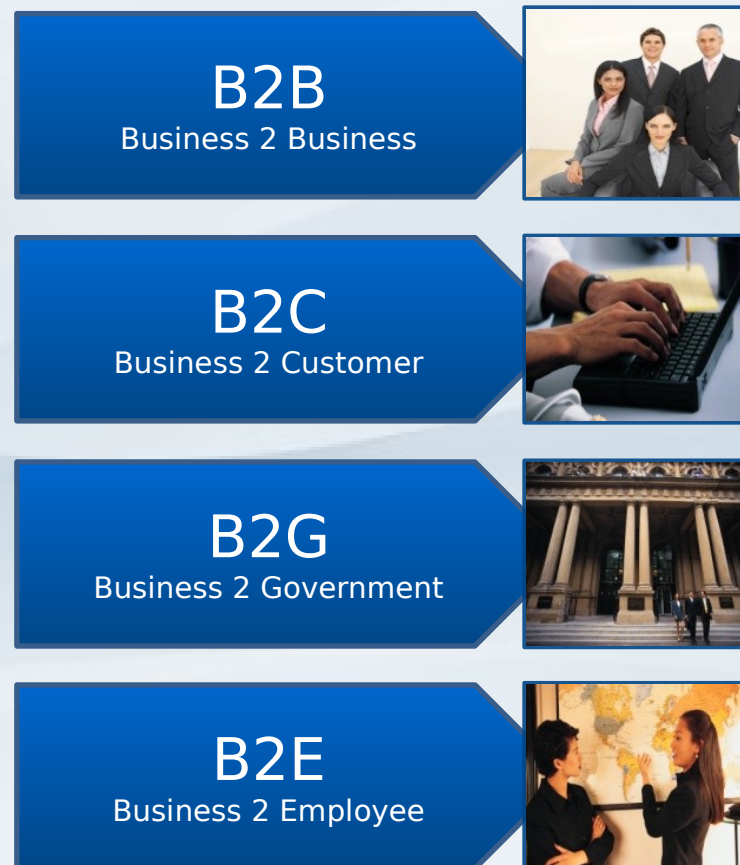 B2B
Business 2 Business
B2C
Business 2 Customer
B2G
Business 2 Government
B2E
Business 2 Employee